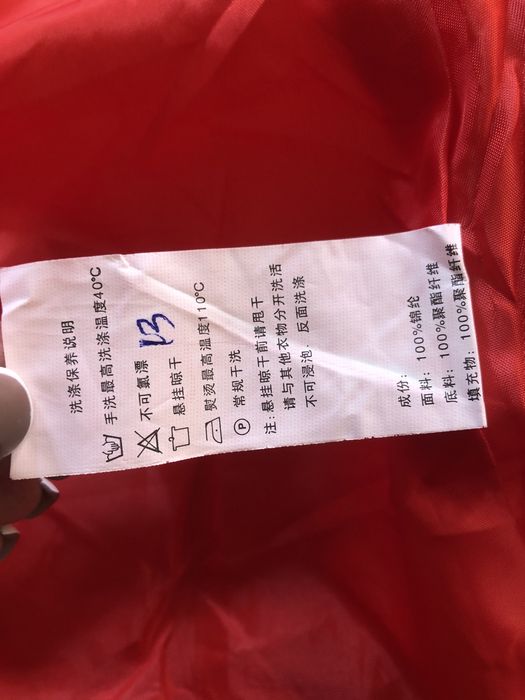 洗涤保养说明
手洗最高洗涤温度40℃
不可氯漂
13
悬挂晾干
熨烫最高温度110℃
P 常规干洗
注:悬挂晾干前请甩干
请与其他衣物分开洗活
不可浸泡、反面洗涤
成份:100%锦纶
面料:100%聚酯纤维
底料:100%聚酯纤维
填充物:100%聚酯纤维